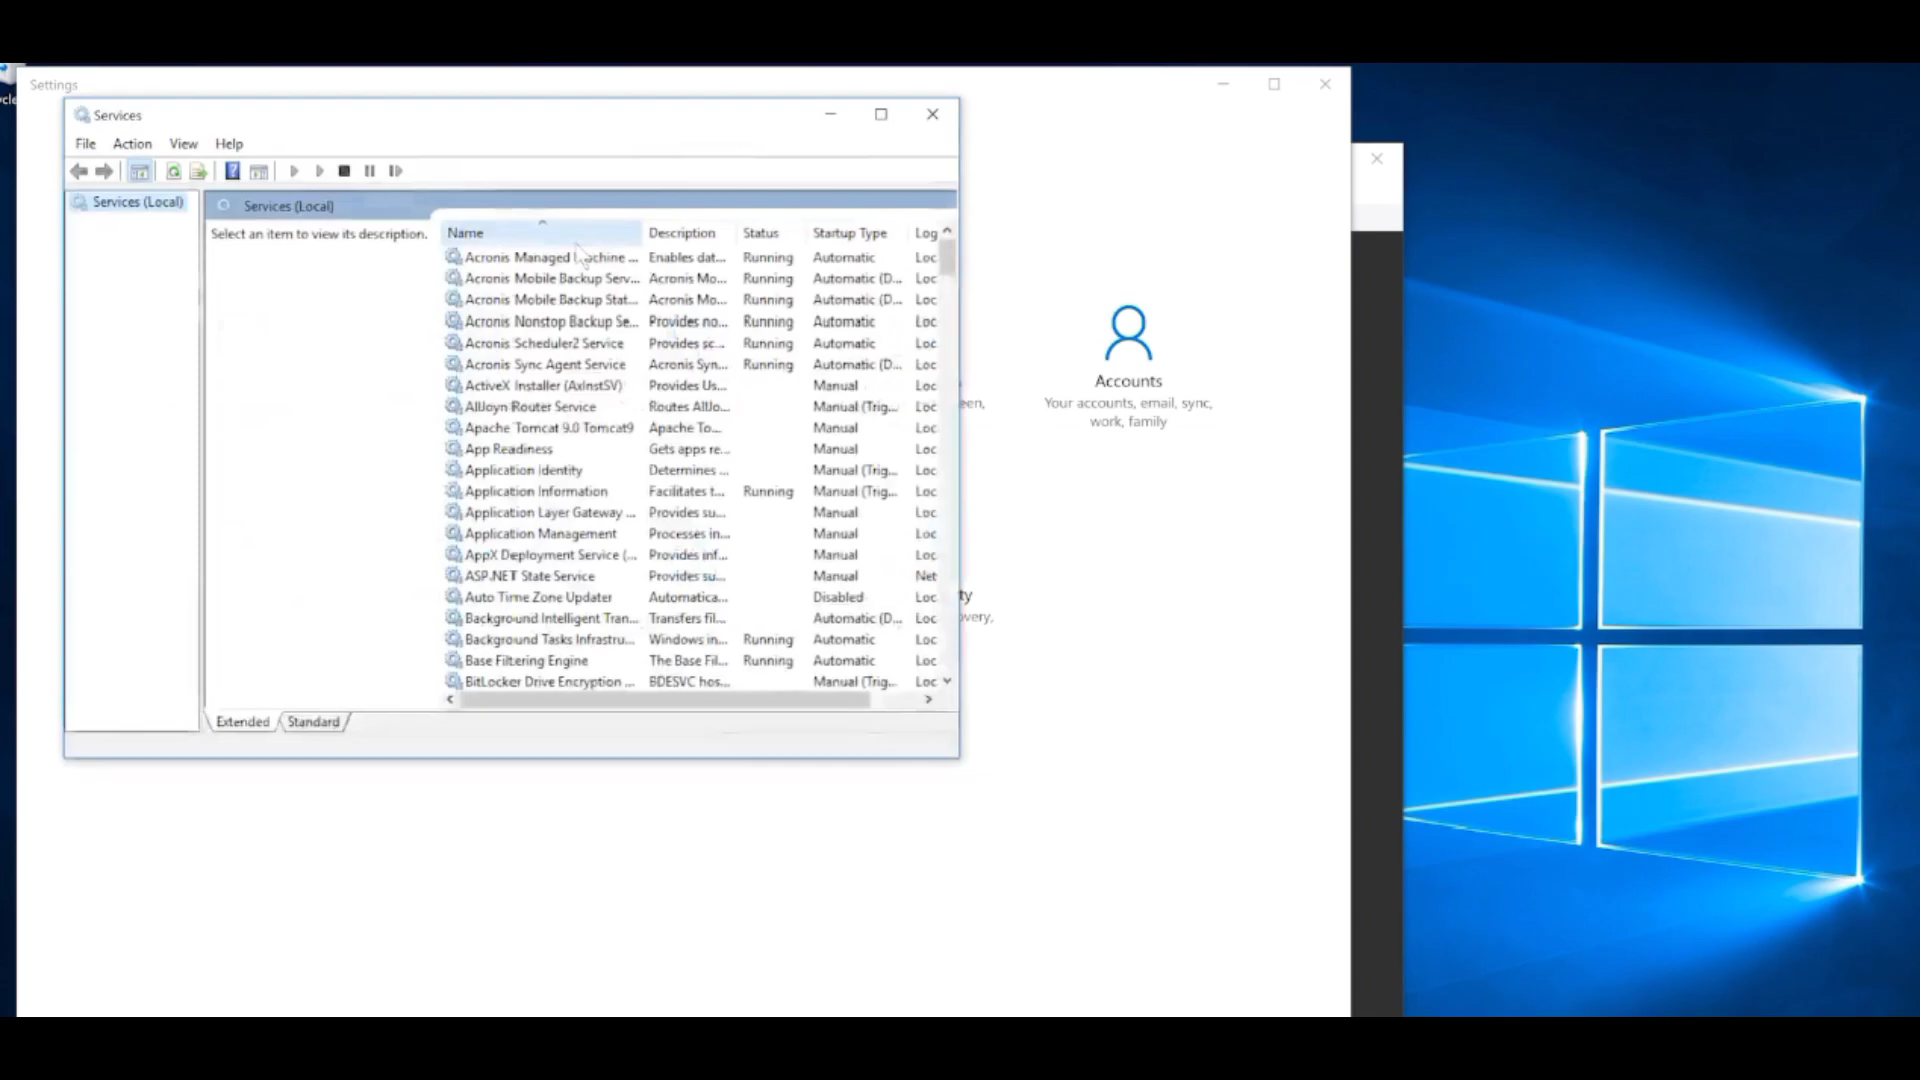 Settings
Services
File Action View Help
Services (Local)
Services (Local)
Select an item to view its description.
Name Description Status Startup Type Log
Acronis Managed Machine ... Enables dat... Running Automatic Loc
Acronis Mobile Backup Serv... Acronis Mo... Running Automatic (D... Loc
Acronis Mobile Backup Stat... Acronis Mo... Running Automatic (D... Loc
Acronis Nonstop Backup Se... Provides no... Running Automatic Loc
Acronis Scheduler2 Service Provides sc... Running Automatic Loc
Acronis Sync Agent Service Acronis Syn... Running Automatic (D... Loc
ActiveX Installer (AxInstSV) Provides Us... Manual Loc
AllJoyn Router Service Routes AllJo... Manual (Trig... Loc
Apache Tomcat 9.0 Tomcat9 Apache To... Manual Loc
App Readiness Gets apps re... Manual Loc
Application Identity Determines ... Manual (Trig... Loc
Application Information Facilitates t... Running Manual (Trig... Loc
Application Layer Gateway ... Provides su... Manual Loc
Application Management Processes in... Manual Loc
AppX Deployment Service (... Provides inf... Manual Loc
ASP.NET State Service Provides su... Manual Net
Auto Time Zone Updater Automatica... Disabled Loc
Background Intelligent Tran... Transfers fil... Automatic (D... Loc
Background Tasks Infrastru... Windows in... Running Automatic Loc
Base Filtering Engine The Base Fil... Running Automatic Loc
BitLocker Drive Encryption ... BDESVC hos... Manual (Trig... Loc
Extended Standard
Accounts
Your accounts, email, sync,
work, family
een,
ty
overy,